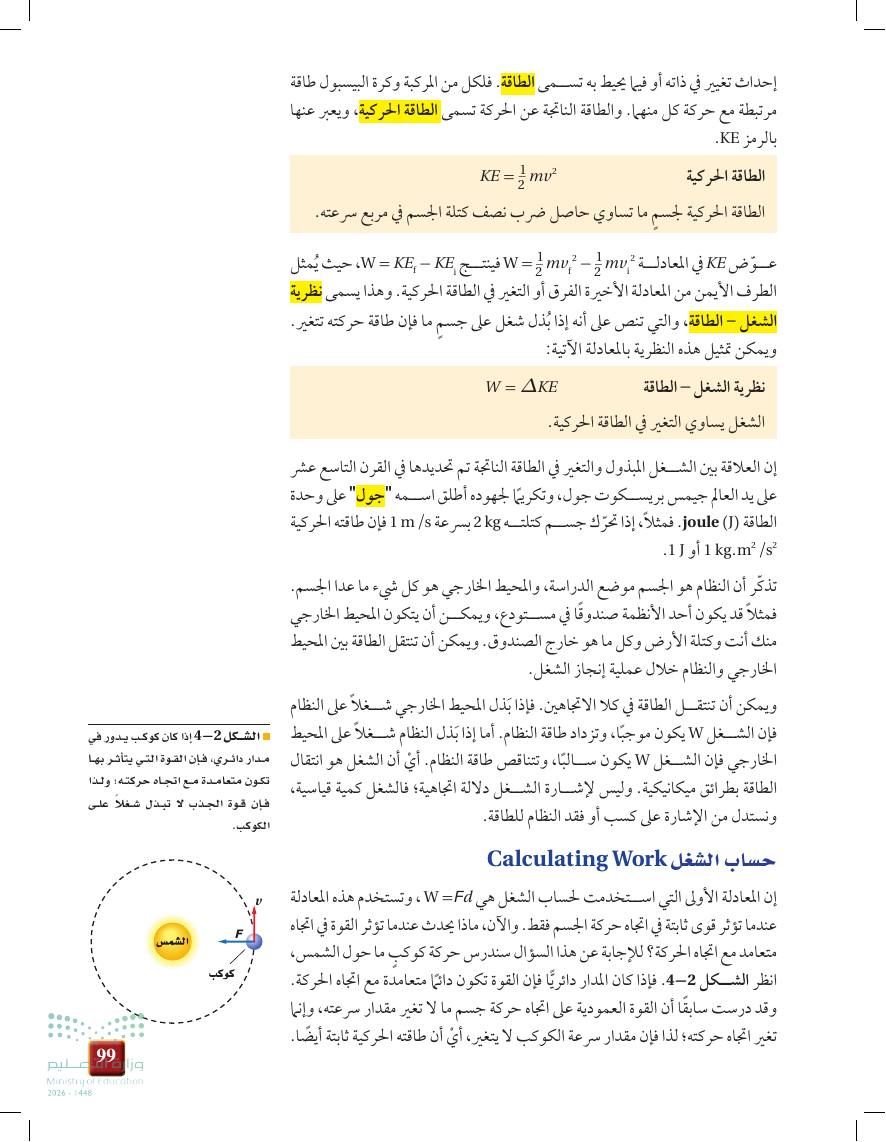 إحداث تغيير في ذاته أو فيما يحيط به تسمى الطاقة. فلكل من المركبة وكرة البيسبول طاقة
مرتبطة مع حركة كل منهما. والطاقة الناتجة عن الحركة تسمى الطاقة الحركية، ويعبر عنها
بالرمز KE.
الطاقة الحركية KE = ½ mv²
الطاقة الحركية لجسمٍ ما تساوي حاصل ضرب نصف كتلة الجسم في مربع سرعته.
عوّض KE في المعادلة W = ½ mv_f² – ½ mv_i² فينتج W = KE_f – KE_i، حيث يُمثل
الطرف الأيمن من المعادلة الأخيرة الفرق أو التغير في الطاقة الحركية. وهذا يسمى نظرية
الشغل – الطاقة، والتي تنص على أنه إذا بُذل شغل على جسمٍ ما فإن طاقة حركته تتغير.
ويمكن تمثيل هذه النظرية بالمعادلة الآتية:
نظرية الشغل – الطاقة W = ΔKE
الشغل يساوي التغير في الطاقة الحركية.
إن العلاقة بين الشغل المبذول والتغير في الطاقة الناتجة تم تحديدها في القرن التاسع عشر
على يد العالم جيمس بريسكوت جول، وتكريمًا لجهوده أطلق اسمه "جول" على وحدة
الطاقة joule (J). فمثلاً، إذا تحرّك جسم كتلته 2 kg بسرعة 1 m/s فإن طاقته الحركية
1 kg.m²/s² أو 1 J.
تذكّر أن النظام هو الجسم موضع الدراسة، والمحيط الخارجي هو كل شيء ما عدا الجسم.
فمثلاً قد يكون أحد الأنظمة صندوقًا في مستودع، ويمكن أن يتكون المحيط الخارجي
منك أنت وكتلة الأرض وكل ما هو خارج الصندوق. ويمكن أن تنتقل الطاقة بين المحيط
الخارجي والنظام خلال عملية إنجاز الشغل.
ويمكن أن تنتقل الطاقة في كلا الاتجاهين. فإذا بَذل المحيط الخارجي شغلاً على النظام
فإن الشغل W يكون موجبًا، وتزداد طاقة النظام. أما إذا بَذل النظام شغلاً على المحيط
الخارجي فإن الشغل W يكون سالبًا، وتتناقص طاقة النظام. أيْ أن الشغل هو انتقال
الطاقة بطرائق ميكانيكية. وليس لإشارة الشغل دلالة اتجاهية؛ فالشغل كمية قياسية،
ونستدل من الإشارة على كسب أو فقد النظام للطاقة.
حساب الشغل Calculating Work
إن المعادلة الأولى التي استخدمت لحساب الشغل هي W =Fd، وتستخدم هذه المعادلة
عندما تؤثر قوى ثابتة في اتجاه حركة الجسم فقط. والآن، ماذا يحدث عندما تؤثر القوة في اتجاه
متعامد مع اتجاه الحركة؟ للإجابة عن هذا السؤال سندرس حركة كوكبٍ ما حول الشمس،
انظر الشكل 2–4. فإذا كان المدار دائريًّا فإن القوة تكون دائمًا متعامدة مع اتجاه الحركة.
وقد درست سابقًا أن القوة العمودية على اتجاه حركة جسم ما لا تغير مقدار سرعته، وإنما
تغير اتجاه حركته؛ لذا فإن مقدار سرعة الكوكب لا يتغير، أيْ أن طاقته الحركية ثابتة أيضًا.
الشكل 2–4 إذا كان كوكب يدور في
مدار دائري، فإن القوة التي يتأثر بها
تكون متعامدة مع اتجاه حركته؛ ولذا
فإن قوة الجذب لا تبذل شغلاً على
الكوكب.
v
F
الشمس
كوكب
99
وزارة التعليم
Ministry of Education
2026 - 1448